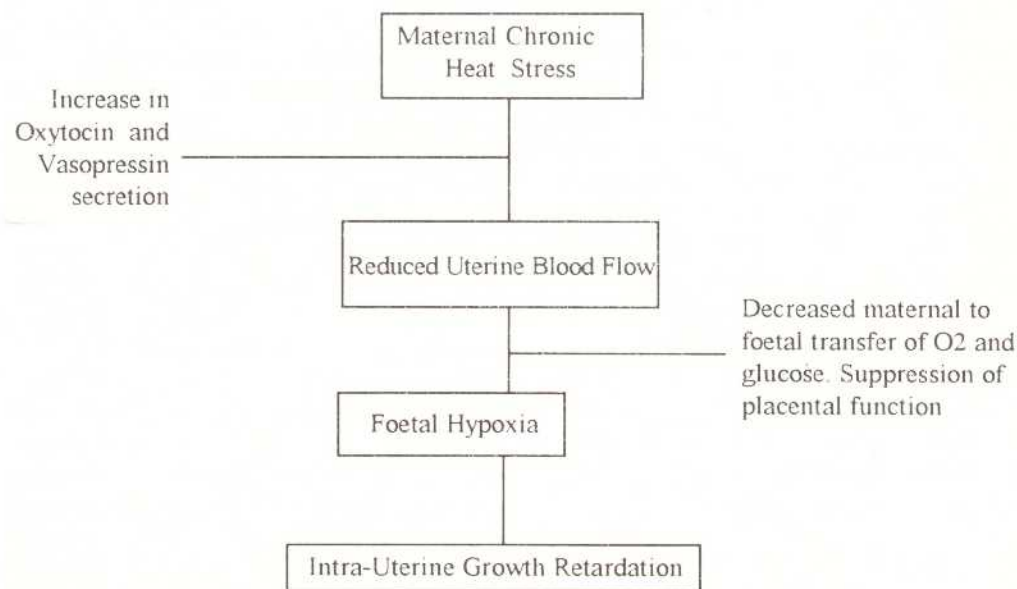 Maternal Chronic
Heat Stress
Increase in
Oxytocin and
Vasopressin
secretion
Reduced Uterine Blood Flow
Decreased maternal to
foetal transfer of O2 and
glucose. Suppression of
placental function
Foetal Hypoxia
Intra-Uterine Growth Retardation